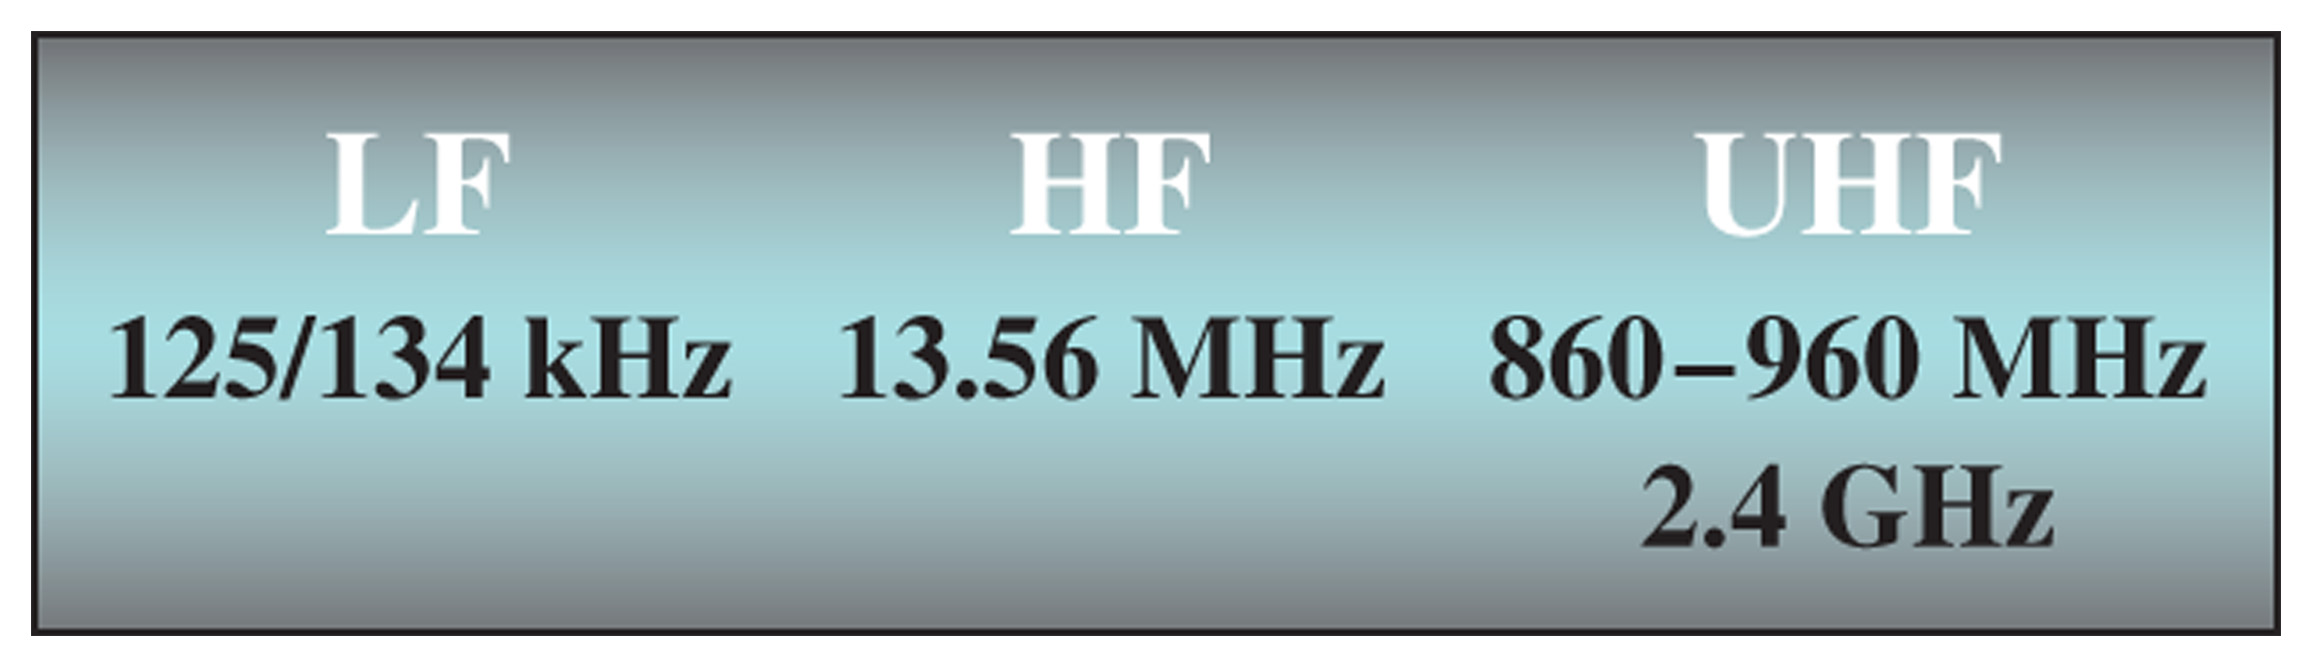 LF HF UHF
125/134 kHz 13.56 MHz 860–960 MHz
2.4 GHz